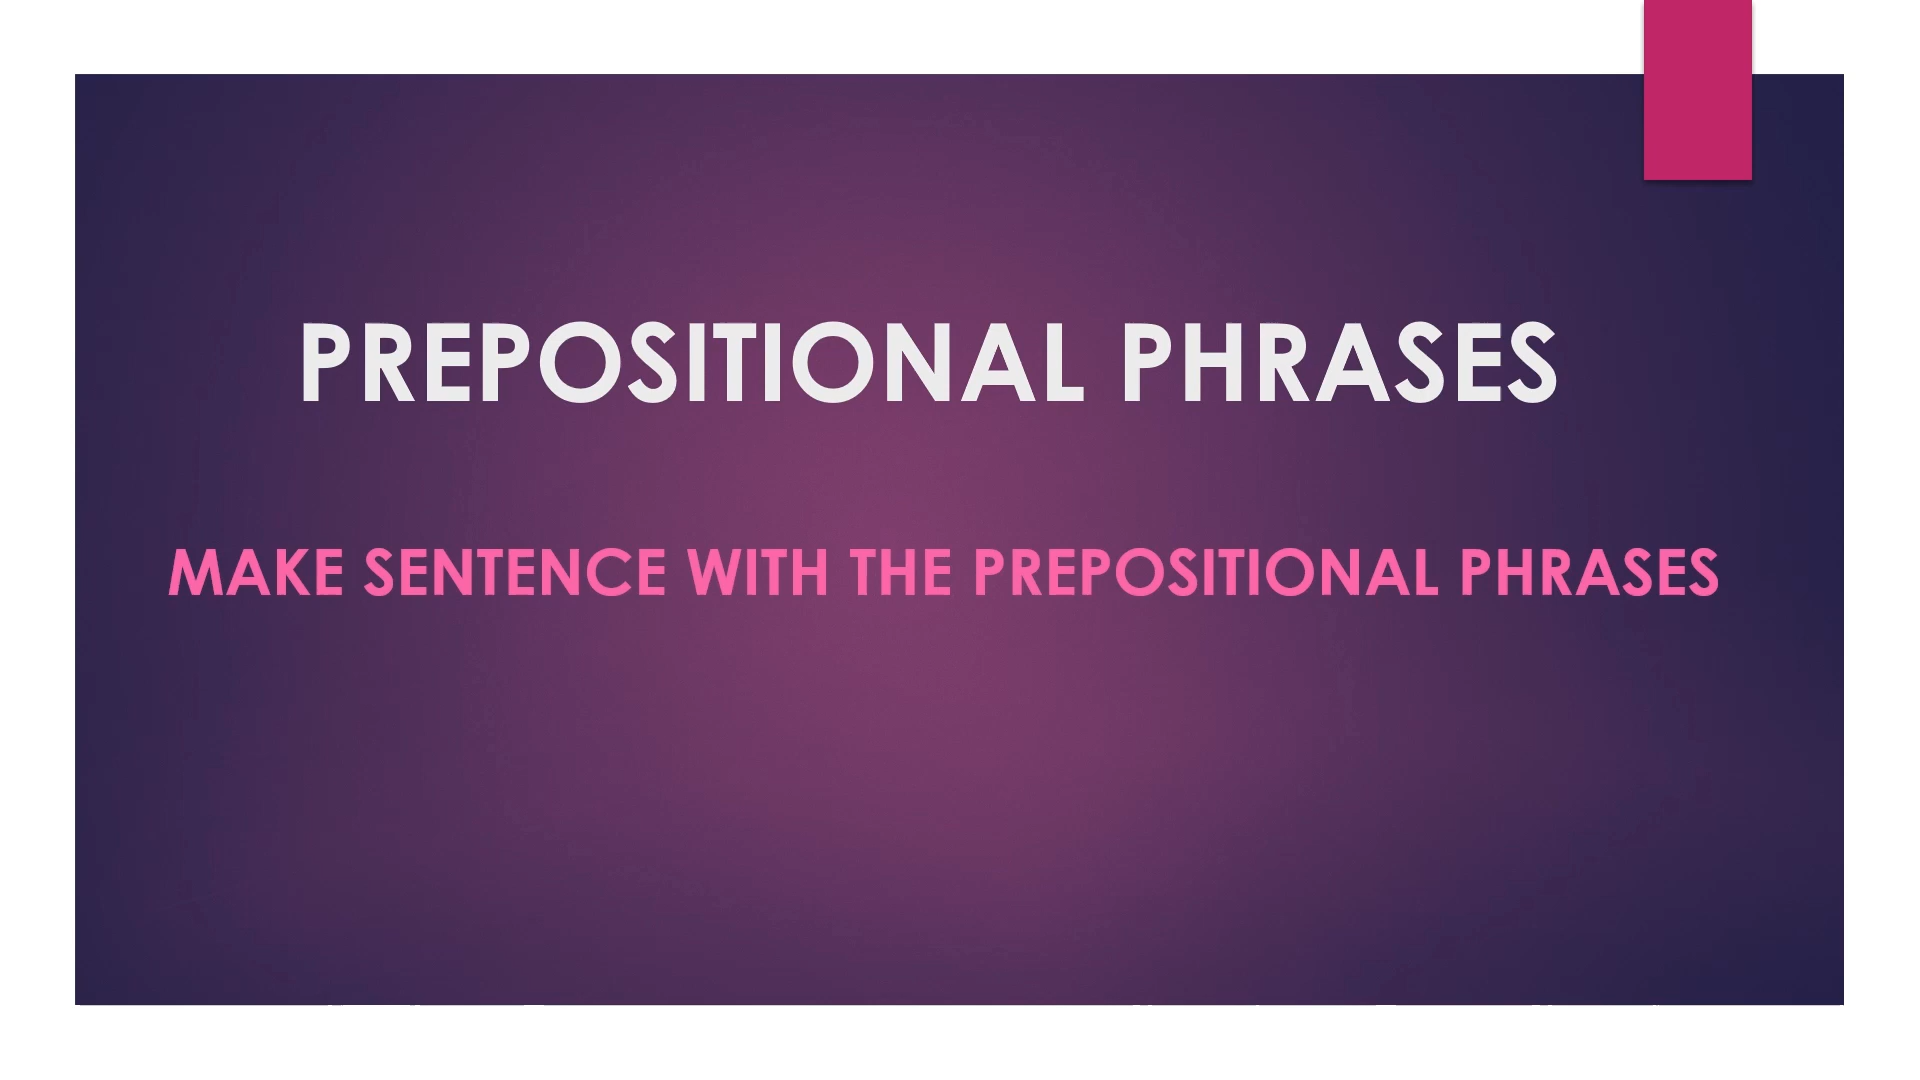 PREPOSITIONAL PHRASES
MAKE SENTENCE WITH THE PREPOSITIONAL PHRASES